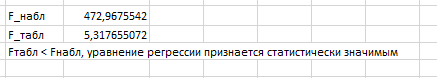 F_набл 472,9675542
F_табл 5,317655072
Fтабл < Fнабл, уравнение регрессии признается статистически значимым